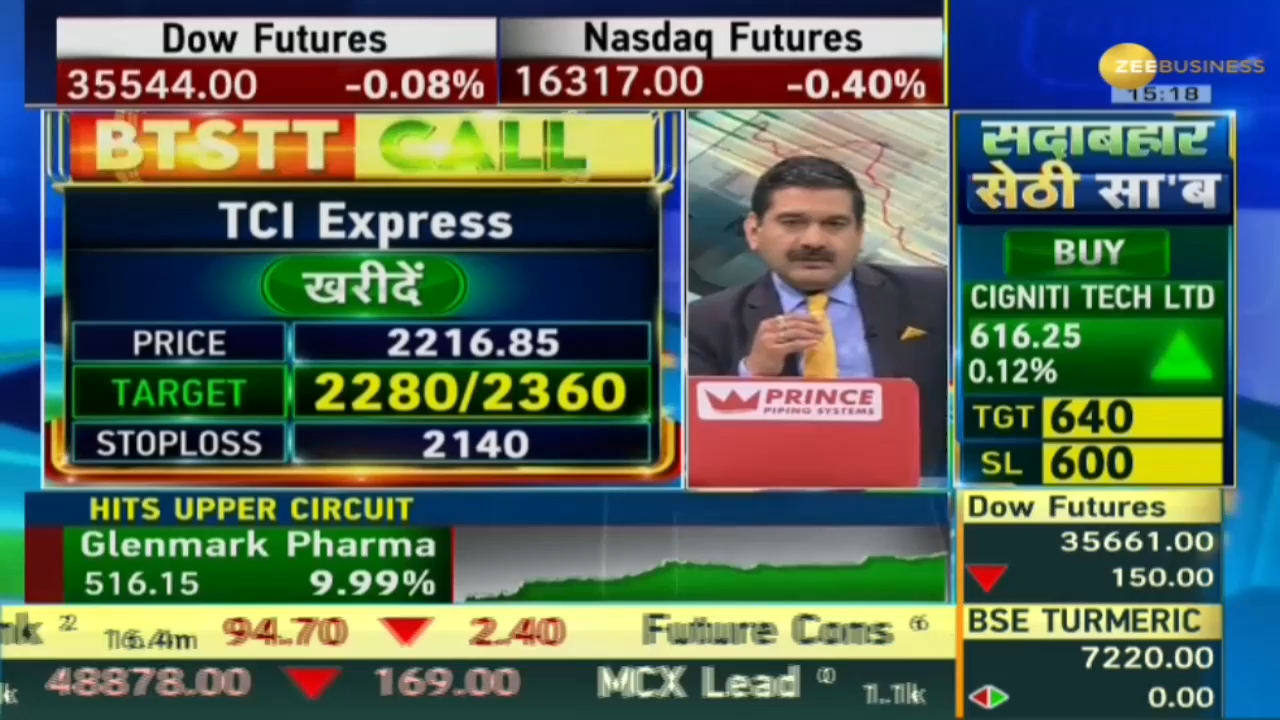 Dow Futures
35544.00 -0.08%
Nasdaq Futures
16317.00 -0.40%
ZEEBUSINESS
15:18
BTSTT CALL
TCI Express
खरीदें
PRICE 2216.85
TARGET 2280/2360
STOPLOSS 2140
PRINCE
PIPING SYSTEMS
सदाबहार
सेठी सा'ब
BUY
CIGNITI TECH LTD
616.25
0.12%
TGT 640
SL 600
HITS UPPER CIRCUIT
Glenmark Pharma
516.15 9.99%
Dow Futures
35661.00
150.00
BSE TURMERIC
7220.00
0.00
94.70 2.40 Future Cons
48878.00 169.00 MCX Lead